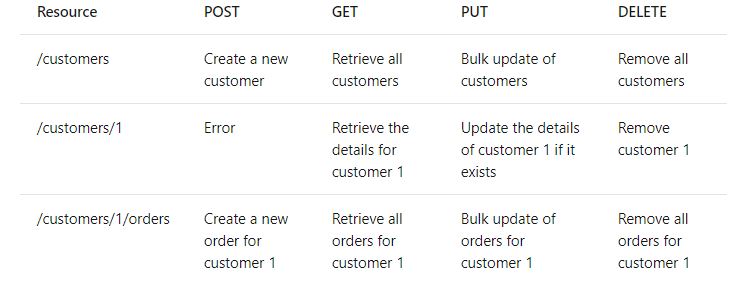 Resource POST GET PUT DELETE
/customers Create a new Retrieve all Bulk update of Remove all
customer customers customers customers
/customers/1 Error Retrieve the Update the details Remove
details for of customer 1 if it customer 1
customer 1 exists
/customers/1/orders Create a new Retrieve all Bulk update of Remove all
order for orders for orders for orders for
customer 1 customer 1 customer 1 customer 1